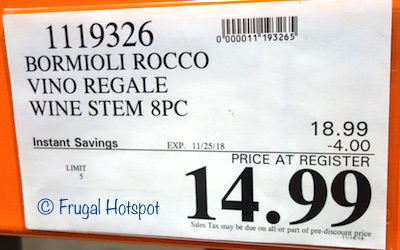 1119326
0 000011 193265
BORMIOLI ROCCO
VINO REGALE
WINE STEM 8PC
18.99
Instant Savings EXP. 11/25/18 -4.00
PRICE AT REGISTER
LIMIT
5
14.99
© Frugal Hotspot
Sales Tax may be due on all or part of pre-discount price